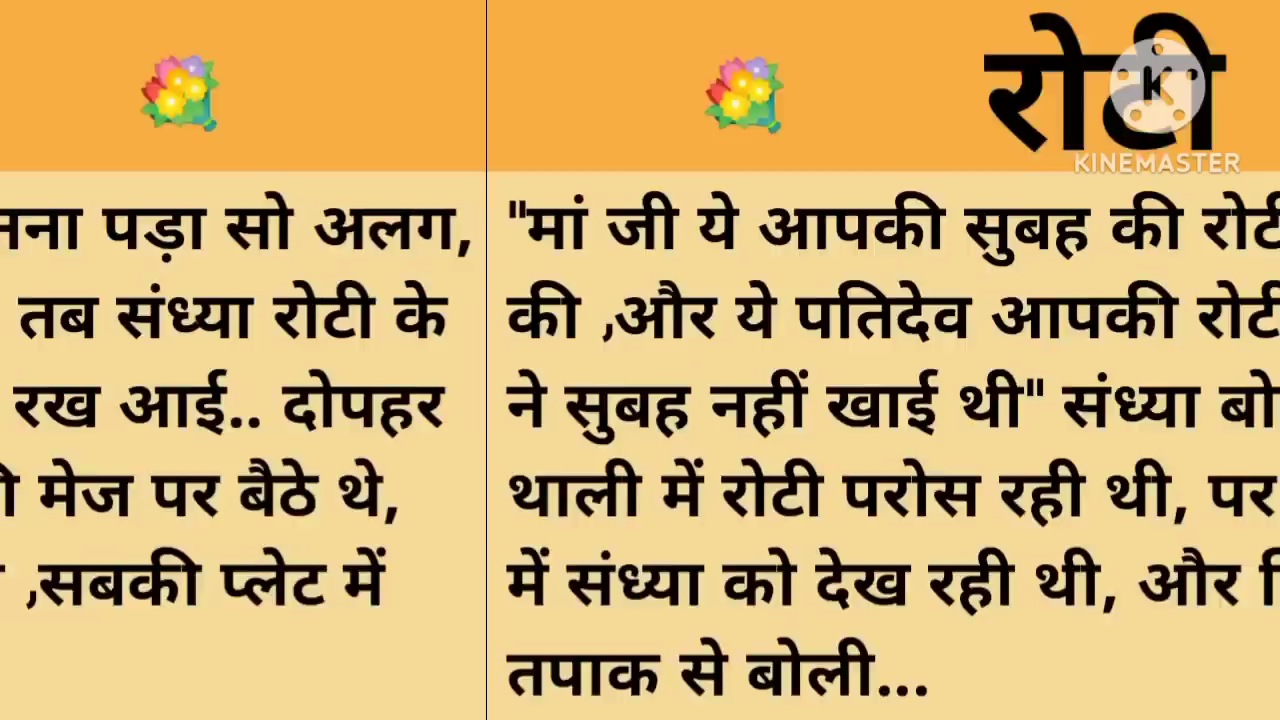 रोटी
KINEMASTER
पड़ा सो अलग,
तब संध्या रोटी के
रख आई.. दोपहर
मेज पर बैठे थे,
,सबकी प्लेट में
"मां जी ये आपकी सुबह की
की ,और ये पतिदेव आपकी
ने सुबह नहीं खाई थी" संध्या
थाली में रोटी परोस रही थी, पर
में संध्या को देख रही थी, और
तपाक से बोली...